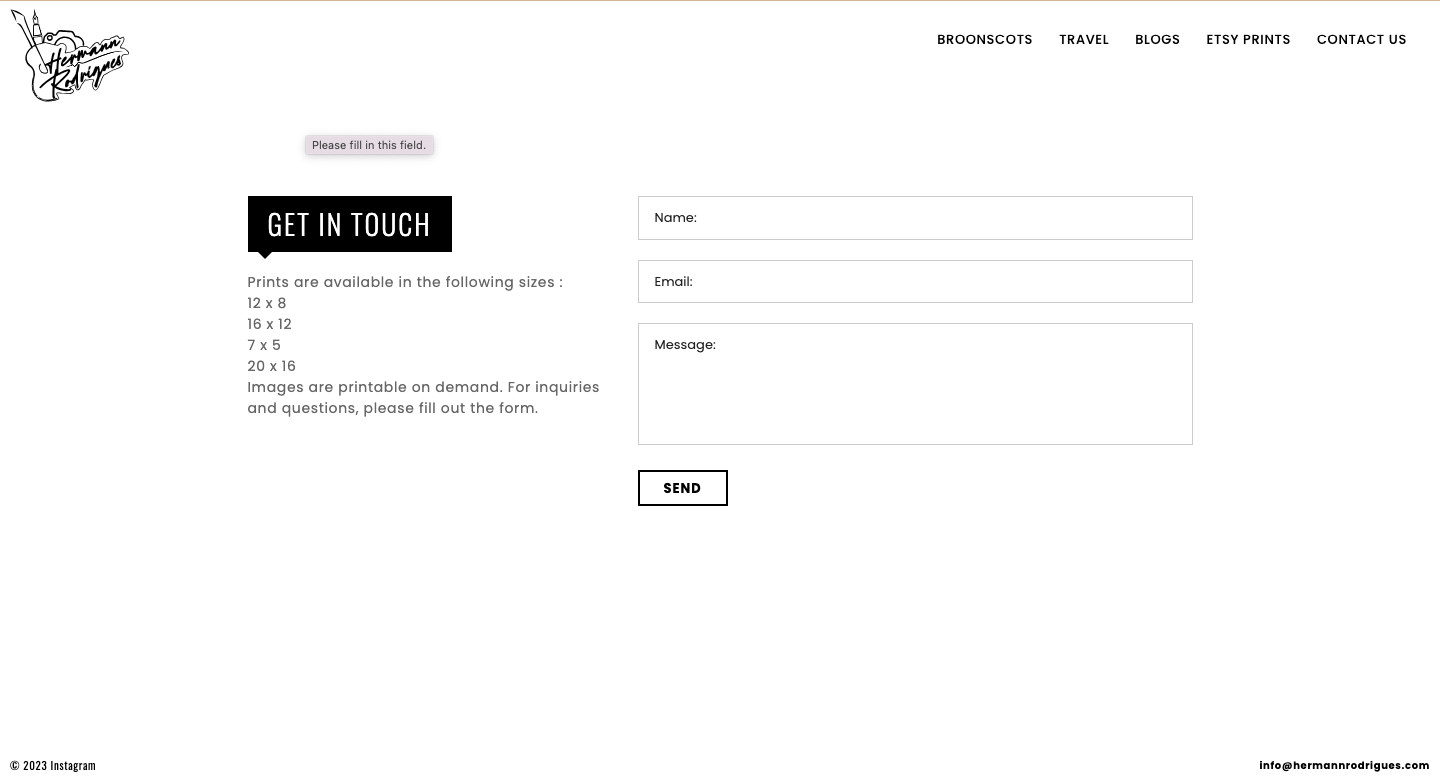 Hermann
Rodrigues
BROONSCOTS
TRAVEL
BLOGS
ETSY PRINTS
CONTACT US
Please fill in this field.
GET IN TOUCH
Prints are available in the following sizes :
12 x 8
16 x 12
7 x 5
20 x 16
Images are printable on demand. For inquiries
and questions, please fill out the form.
Name:
Email:
Message:
SEND
© 2023 Instagram
info@hermannrodrigues.com